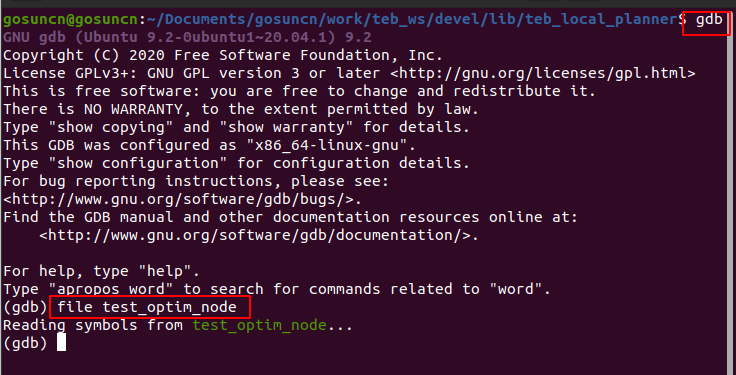 gosuncn@gosuncn:~/Documents/gosuncn/work/teb_ws/devel/lib/teb_local_planner$ gdb
GNU gdb (Ubuntu 9.2-0ubuntu1~20.04.1) 9.2
Copyright (C) 2020 Free Software Foundation, Inc.
License GPLv3+: GNU GPL version 3 or later <http://gnu.org/licenses/gpl.html>
This is free software: you are free to change and redistribute it.
There is NO WARRANTY, to the extent permitted by law.
Type "show copying" and "show warranty" for details.
This GDB was configured as "x86_64-linux-gnu".
Type "show configuration" for configuration details.
For bug reporting instructions, please see:
<http://www.gnu.org/software/gdb/bugs/>.
Find the GDB manual and other documentation resources online at:
    <http://www.gnu.org/software/gdb/documentation/>.

For help, type "help".
Type "apropos word" to search for commands related to "word".
(gdb) file test_optim_node
Reading symbols from test_optim_node...
(gdb)